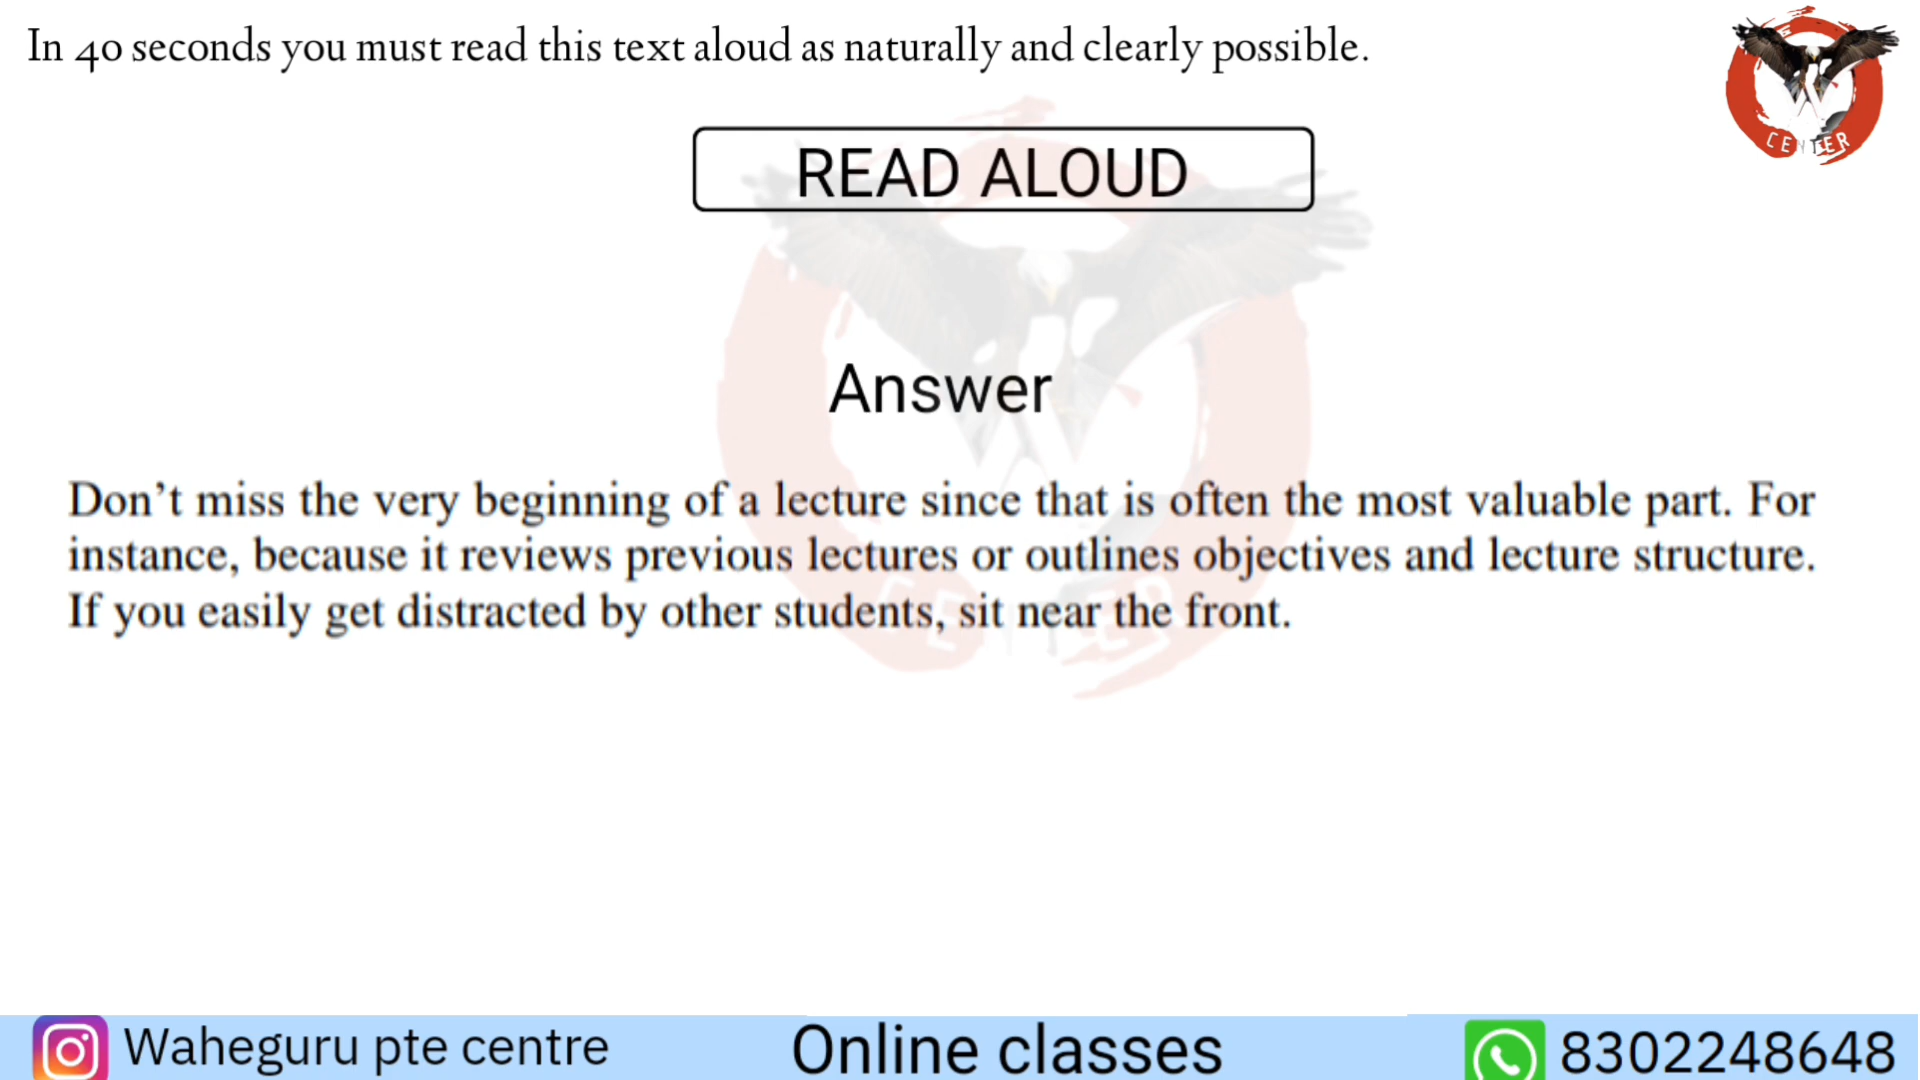 In 40 seconds you must read this text aloud as naturally and clearly possible.
CENTER
READ ALOUD
Answer
Don't miss the very beginning of a lecture since that is often the most valuable part. For
instance, because it reviews previous lectures or outlines objectives and lecture structure.
If you easily get distracted by other students, sit near the front.
CENTER
Waheguru pte centre
Online classes
8302248648